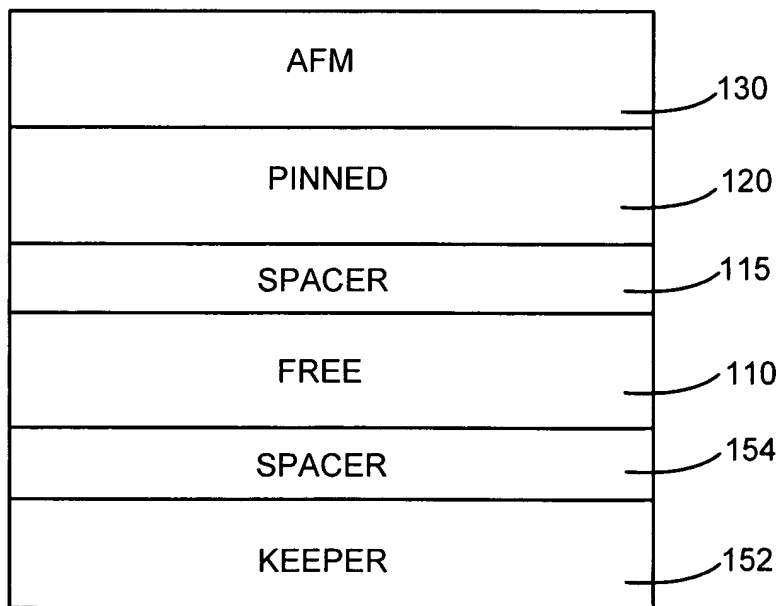 AFM
130
PINNED
120
SPACER
115
FREE
110
SPACER
154
KEEPER
152